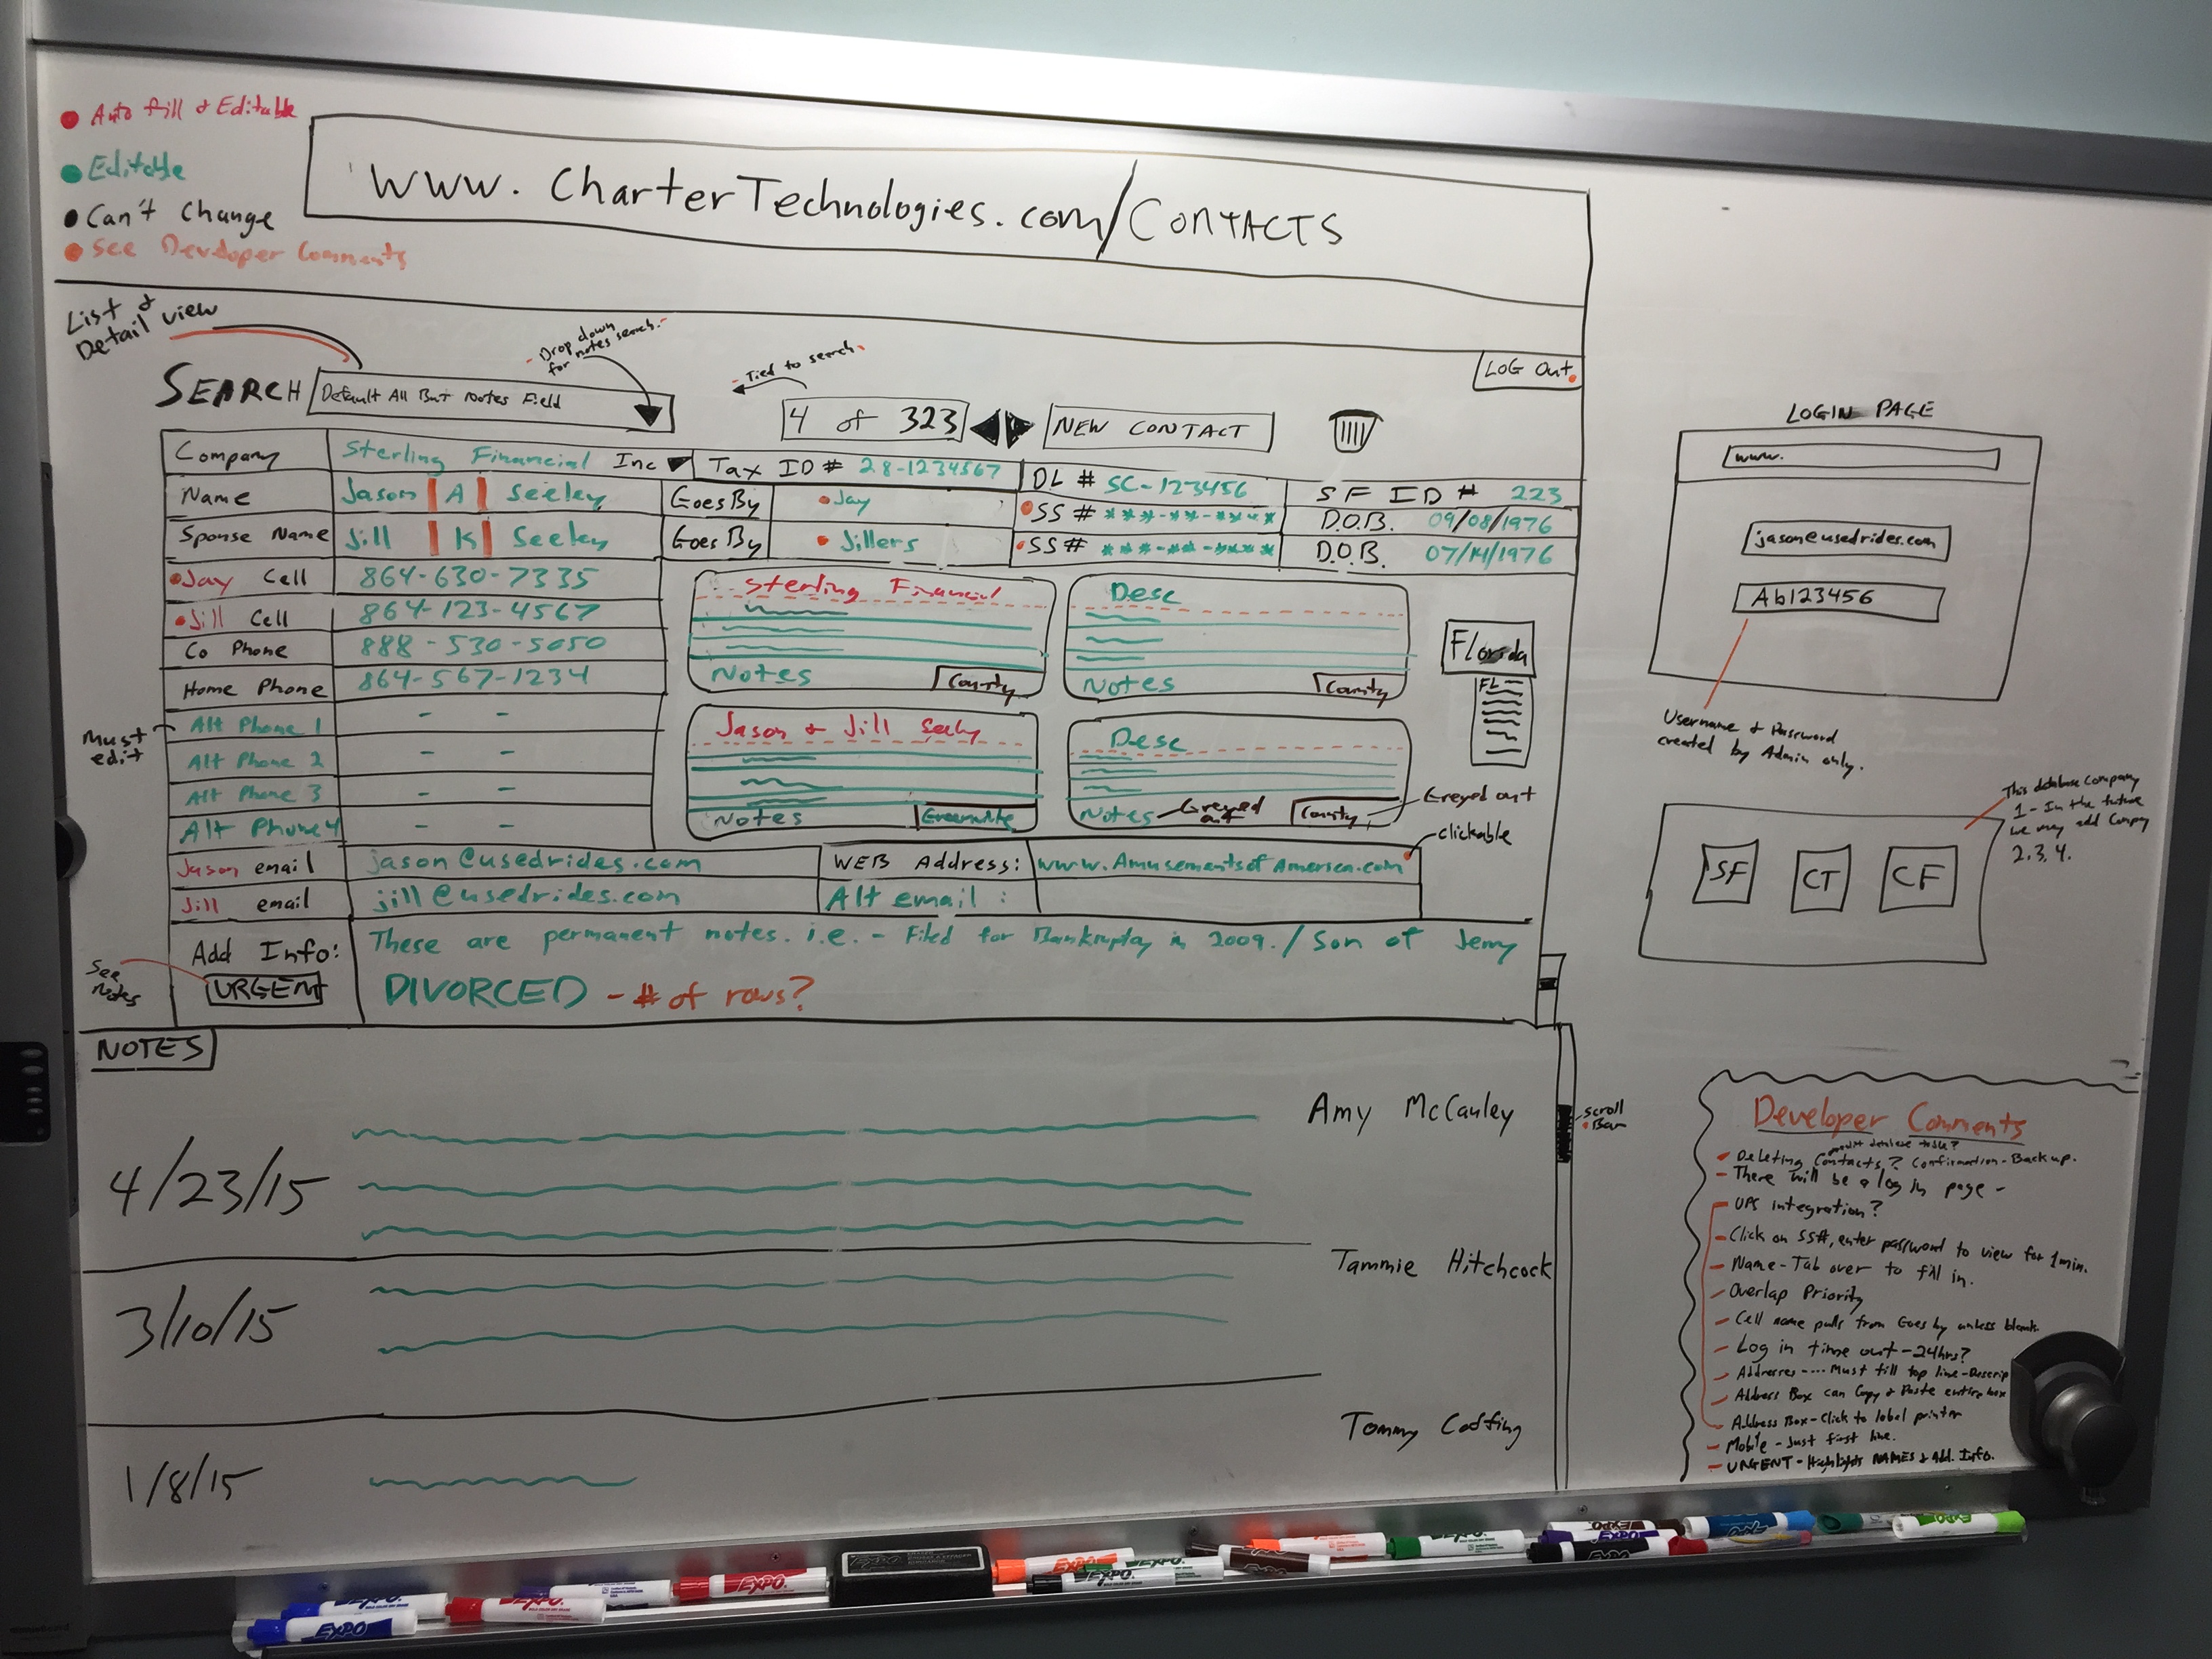 Auto fill & Editable
Editable
Can't Change
See Developer Comments
www.CharterTechnologies.com/CONTACTS
List & Detail view
Drop down for notes search.
Tied to search
LOG Out
SEARCH
Default All But Notes Field
4 of 323
NEW CONTACT
Company
Sterling Financial Inc
Tax ID # 28-1234567
DL # SC-123456
SF ID # 223
Name
Jason A Seeley
Goes By
Jay
SS # ***-**-****
D.O.B. 09/08/1976
Spouse Name
Jill K Seeley
Goes By
Jillers
SS # ***-**-****
D.O.B. 07/14/1976
Jay Cell
864-630-7335
Jill Cell
864-123-4567
Co Phone
888-530-5050
Home Phone
864-567-1234
Must edit
Alt Phone 1
- -
Alt Phone 2
- -
Alt Phone 3
- -
Alt Phone 4
- -
Sterling Financial
Notes
County
Desc
Notes
County
Jason & Jill Seely
Notes
Greenville
Desc
Notes
Greyed out
County
Greyed out
Florida
FL
clickable
Jason email
jason@usedrides.com
WEB Address:
www.AmusementsofAmerica.com
Jill email
jill@usedrides.com
Alt email :
Add Info:
These are permanent notes. i.e. - Filed for Bankruptcy in 2009. / Son of Jerry
See notes
URGENT
DIVORCED - # of rows?
NOTES
4/23/15
Amy McCauley
3/10/15
Tammie Hitchcock
1/8/15
Tommy
Scroll Bar
LOGIN PAGE
www.
jason@usedrides.com
Ab123456
Username & Password
created by Admin only.
This database company
1 - In the future
we may add Company
2, 3, 4.
SF
CT
CF
Developer Comments
Deleting Contacts? Confirmation - Backup.
- There will be a log in page -
- UPS integration?
- Click on SS#, enter password to view for 1 min.
- Name - Tab over to fill in.
- Overlap Priority
- Cell name pulls from Goes by unless blank.
- Log in time out - 24hrs?
- Addresses ---- Must fill top line - Descrip
- Address Box can Copy & Paste entire box
- Address Box - Click to label printer
- Mobile - Just first line.
- URGENT - Highlights NAMES & Add. Info.
EXPO
EXPO
EXPO
EXPO
EXPO
EXPO
EXPO
EXPO